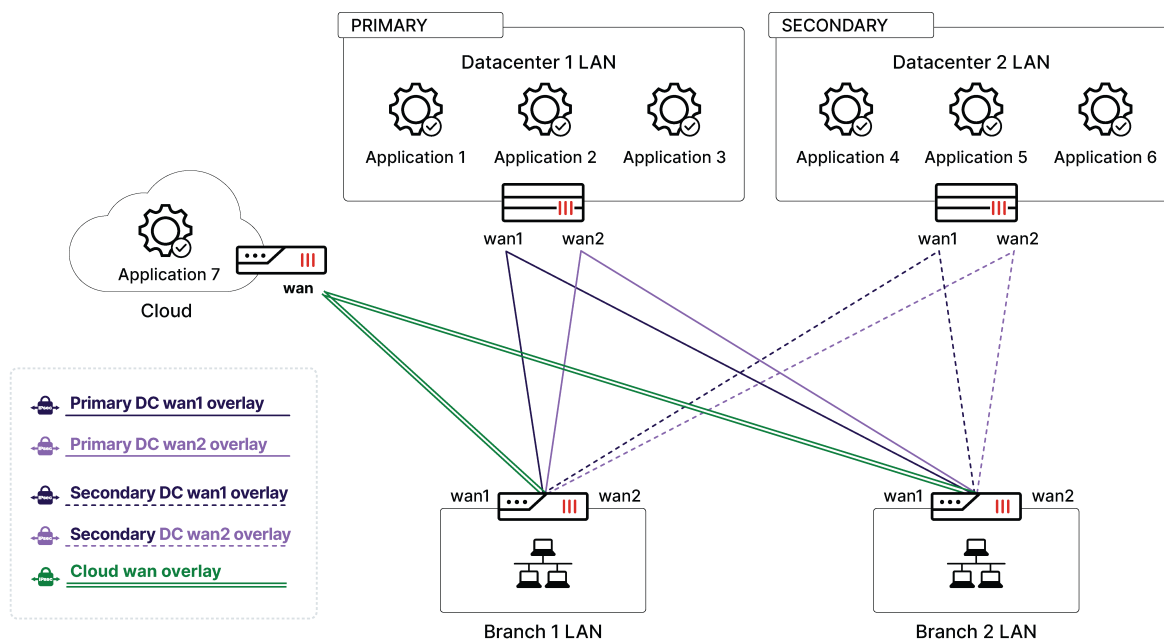 PRIMARY
SECONDARY
Datacenter 1 LAN
Datacenter 2 LAN
Application 1
Application 2
Application 3
Application 4
Application 5
Application 6
wan1
wan2
wan1
wan2
Application 7
wan
Cloud
Primary DC wan1 overlay
Primary DC wan2 overlay
Secondary DC wan1 overlay
Secondary DC wan2 overlay
Cloud wan overlay
wan1
wan2
wan1
wan2
Branch 1 LAN
Branch 2 LAN